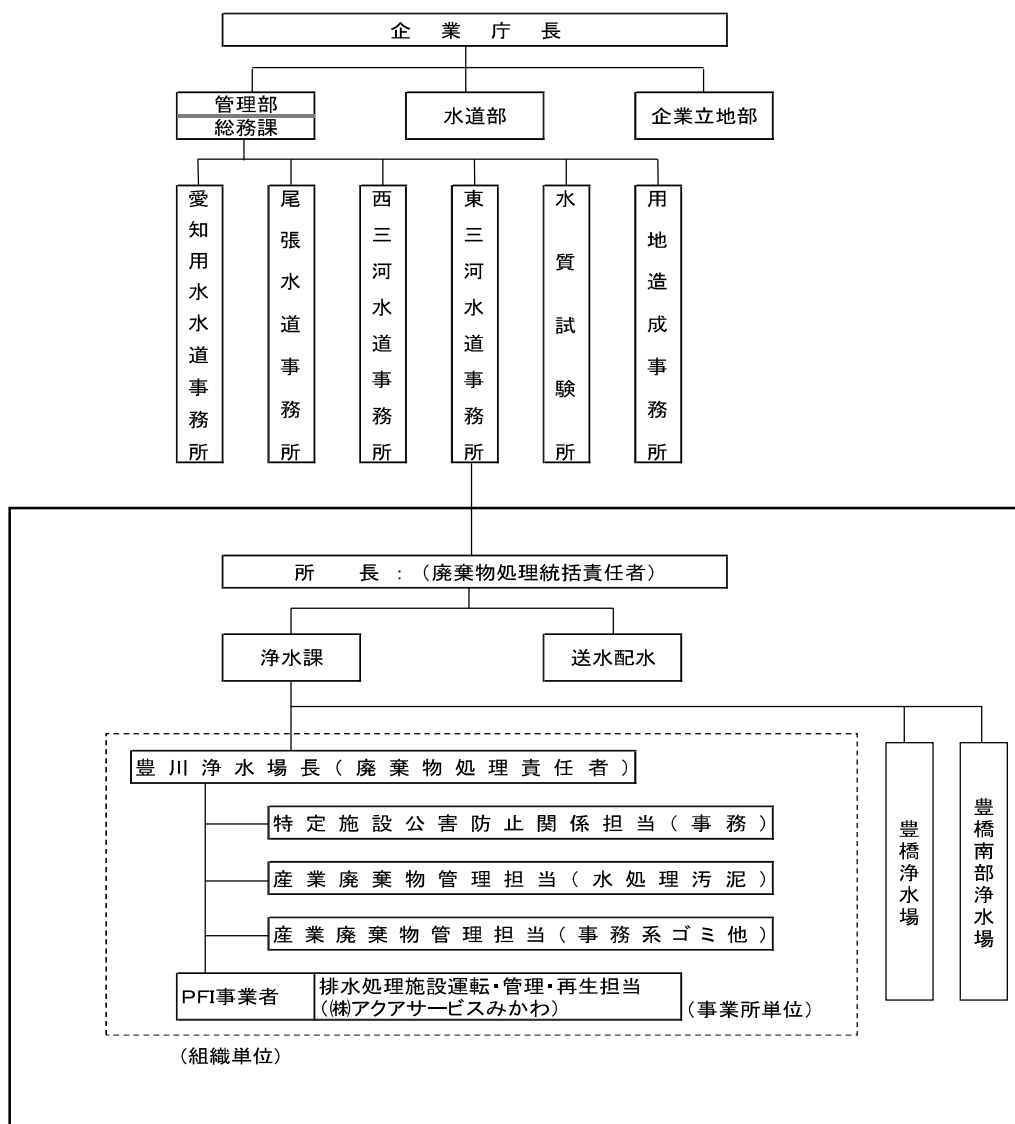 企業庁長
管理部
総務課
水道部
企業立地部
愛知用水水道事務所
尾張水道事務所
西三河水道事務所
東三河水道事務所
水質試験所
用地造成事務所
所長：（廃棄物処理統括責任者）
浄水課
送水配水
豊川浄水場長（廃棄物処理責任者）
特定施設公害防止関係担当（事務）
産業廃棄物管理担当（水処理汚泥）
産業廃棄物管理担当（事務系ゴミ他）
PFI事業者
排水処理施設運転・管理・再生担当
（㈱アクアサービスみかわ）
（事業所単位）
（組織単位）
豊橋浄水場
豊橋南部浄水場